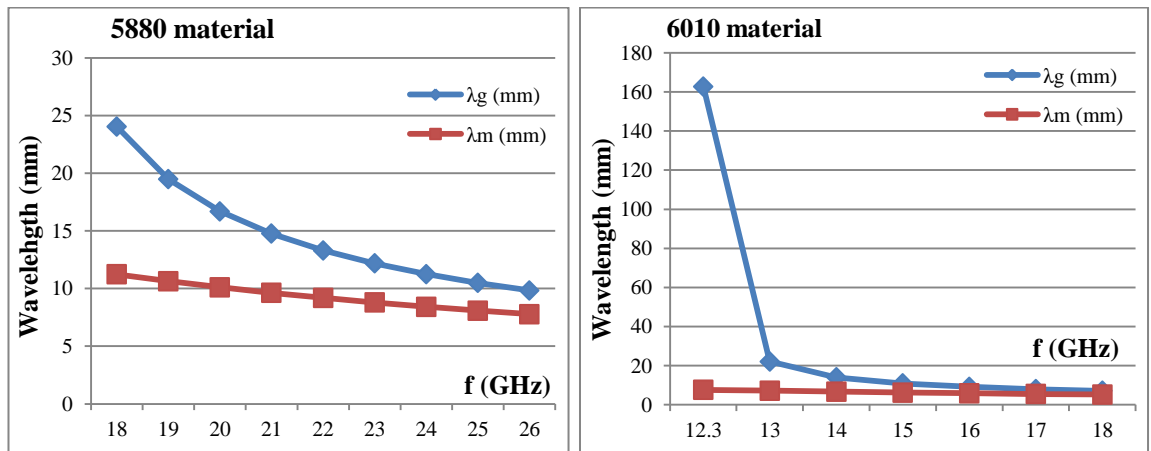 5880 material
30
25
20
15
10
5
0
Wavelehgth (mm)
λg (mm)
λm (mm)
f (GHz)
18 19 20 21 22 23 24 25 26
6010 material
180
160
140
120
100
80
60
40
20
0
Wavelength (mm)
λg (mm)
λm (mm)
f (GHz)
12.3 13 14 15 16 17 18